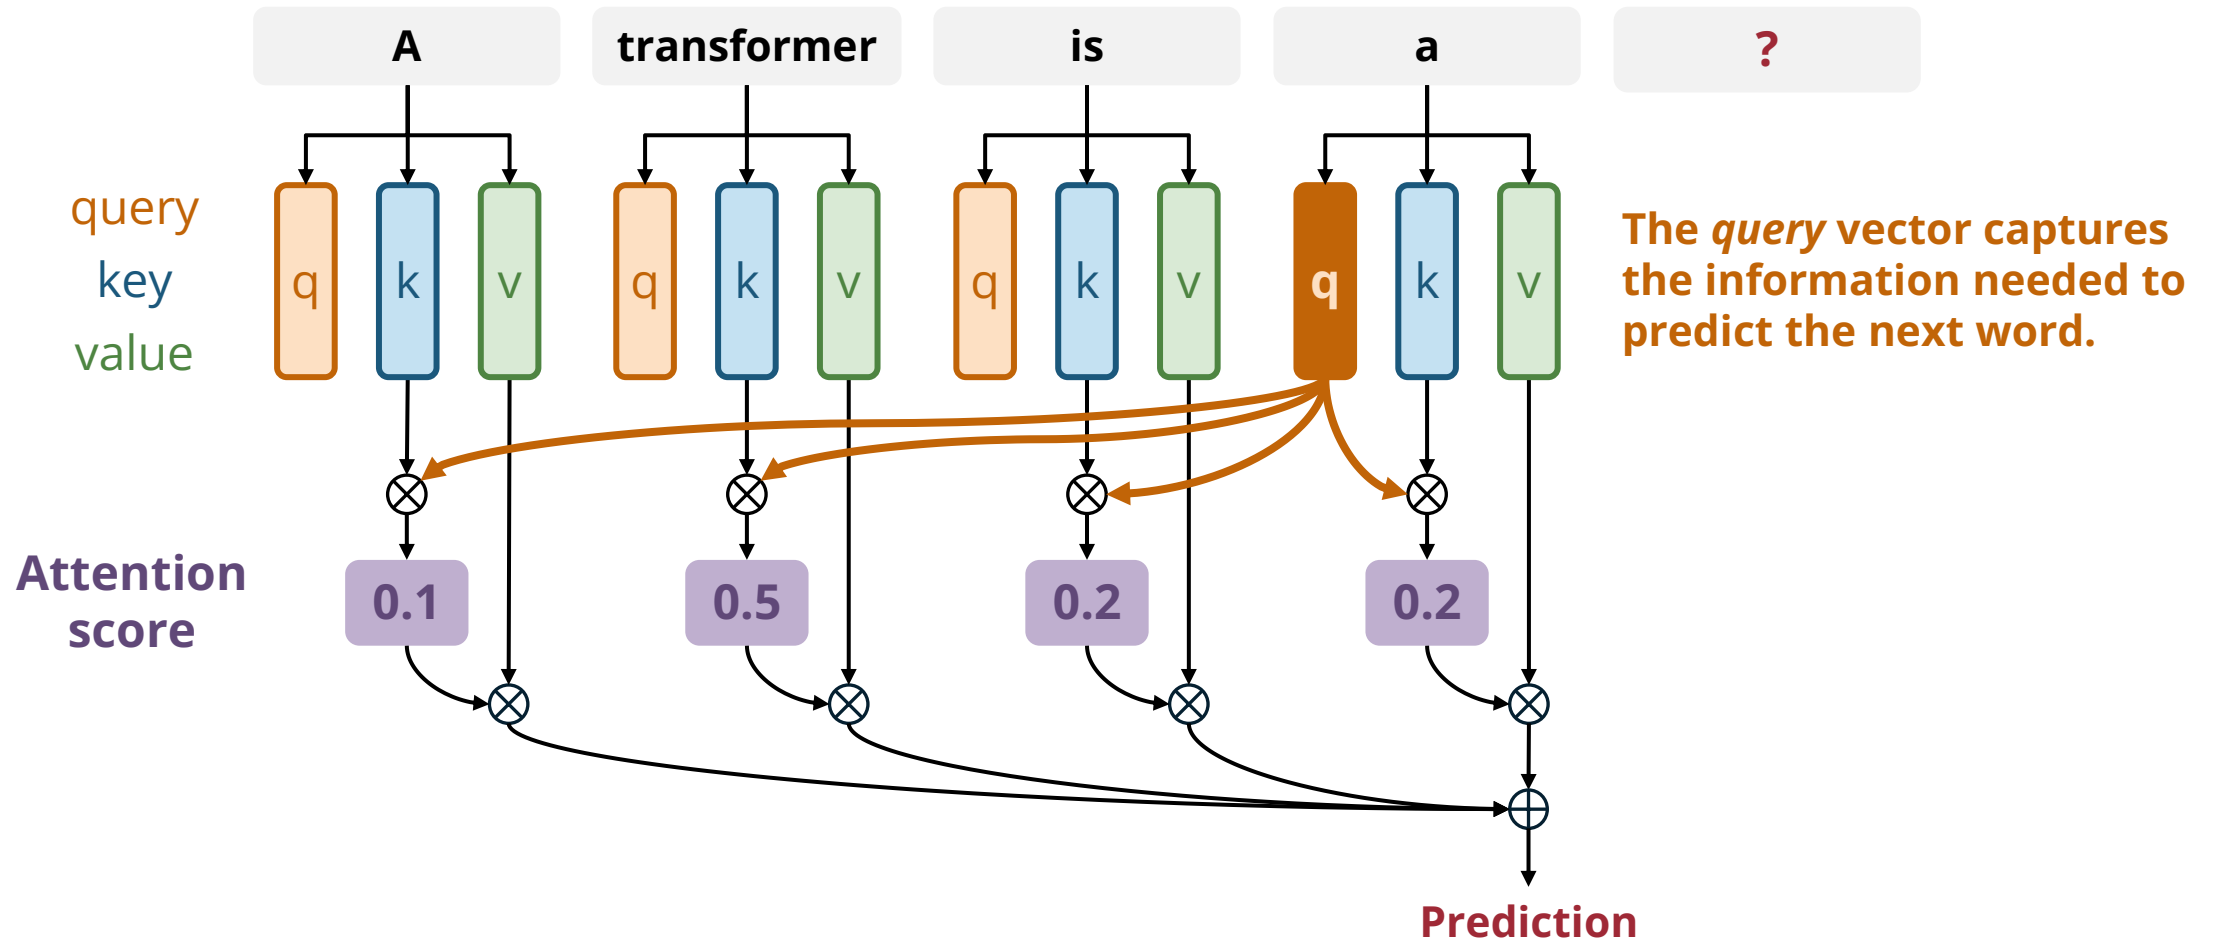 A transformer is a ?
query
key
value
q k v q k v q k v q k v
The query vector captures
the information needed to
predict the next word.
Attention
score
0.1 0.5 0.2 0.2
Prediction